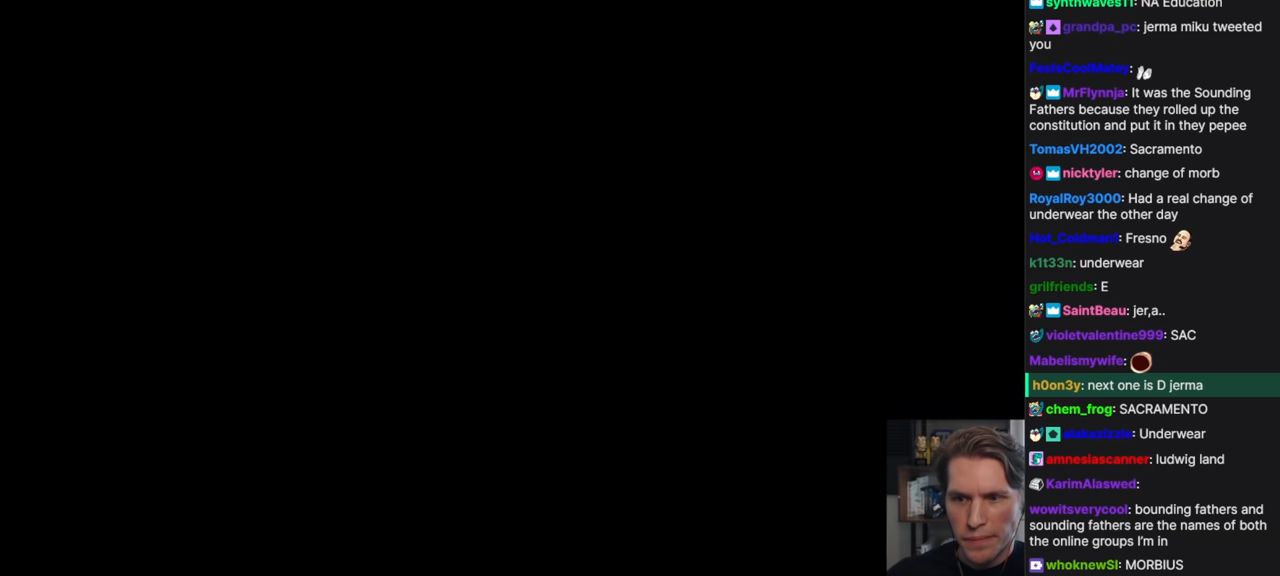 synthwaves11: NA Education
grandpa_pc: jerma miku tweeted
you
FeeleCoolMatey:
MrFlynnja: It was the Sounding
Fathers because they rolled up the
constitution and put it in they pepee
TomasVH2002: Sacramento
nicktyler: change of morb
RoyalRoy3000: Had a real change of
underwear the other day
Hat_Coldman1: Fresno
k1t33n: underwear
grilfriends: E
SaintBeau: jer,a..
violetvalentine999: SAC
Mabelismywife:
h0on3y: next one is D jerma
chem_frog: SACRAMENTO
: Underwear
amnesiascanner: ludwig land
KarimAlaswed:
wowitsverycool: bounding fathers and
sounding fathers are the names of both
the online groups I'm in
whoknewSI: MORBIUS